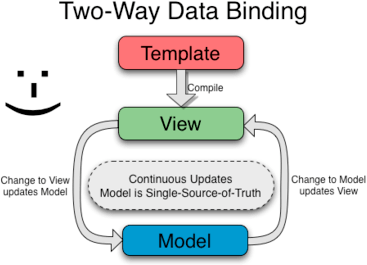 Two-Way Data Binding
Template
Compile
View
Change to View
updates Model
Continuous Updates
Model is Single-Source-of-Truth
Change to Model
updates View
Model